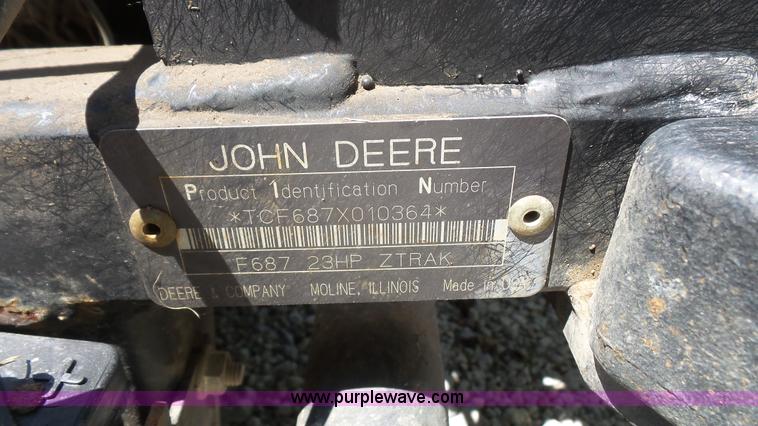 JOHN DEERE
Product Identification Number
*TCF687X010364*
F687 23HP ZTRAK
DEERE & COMPANY MOLINE, ILLINOIS Made in U.S.A.
www.purplewave.com